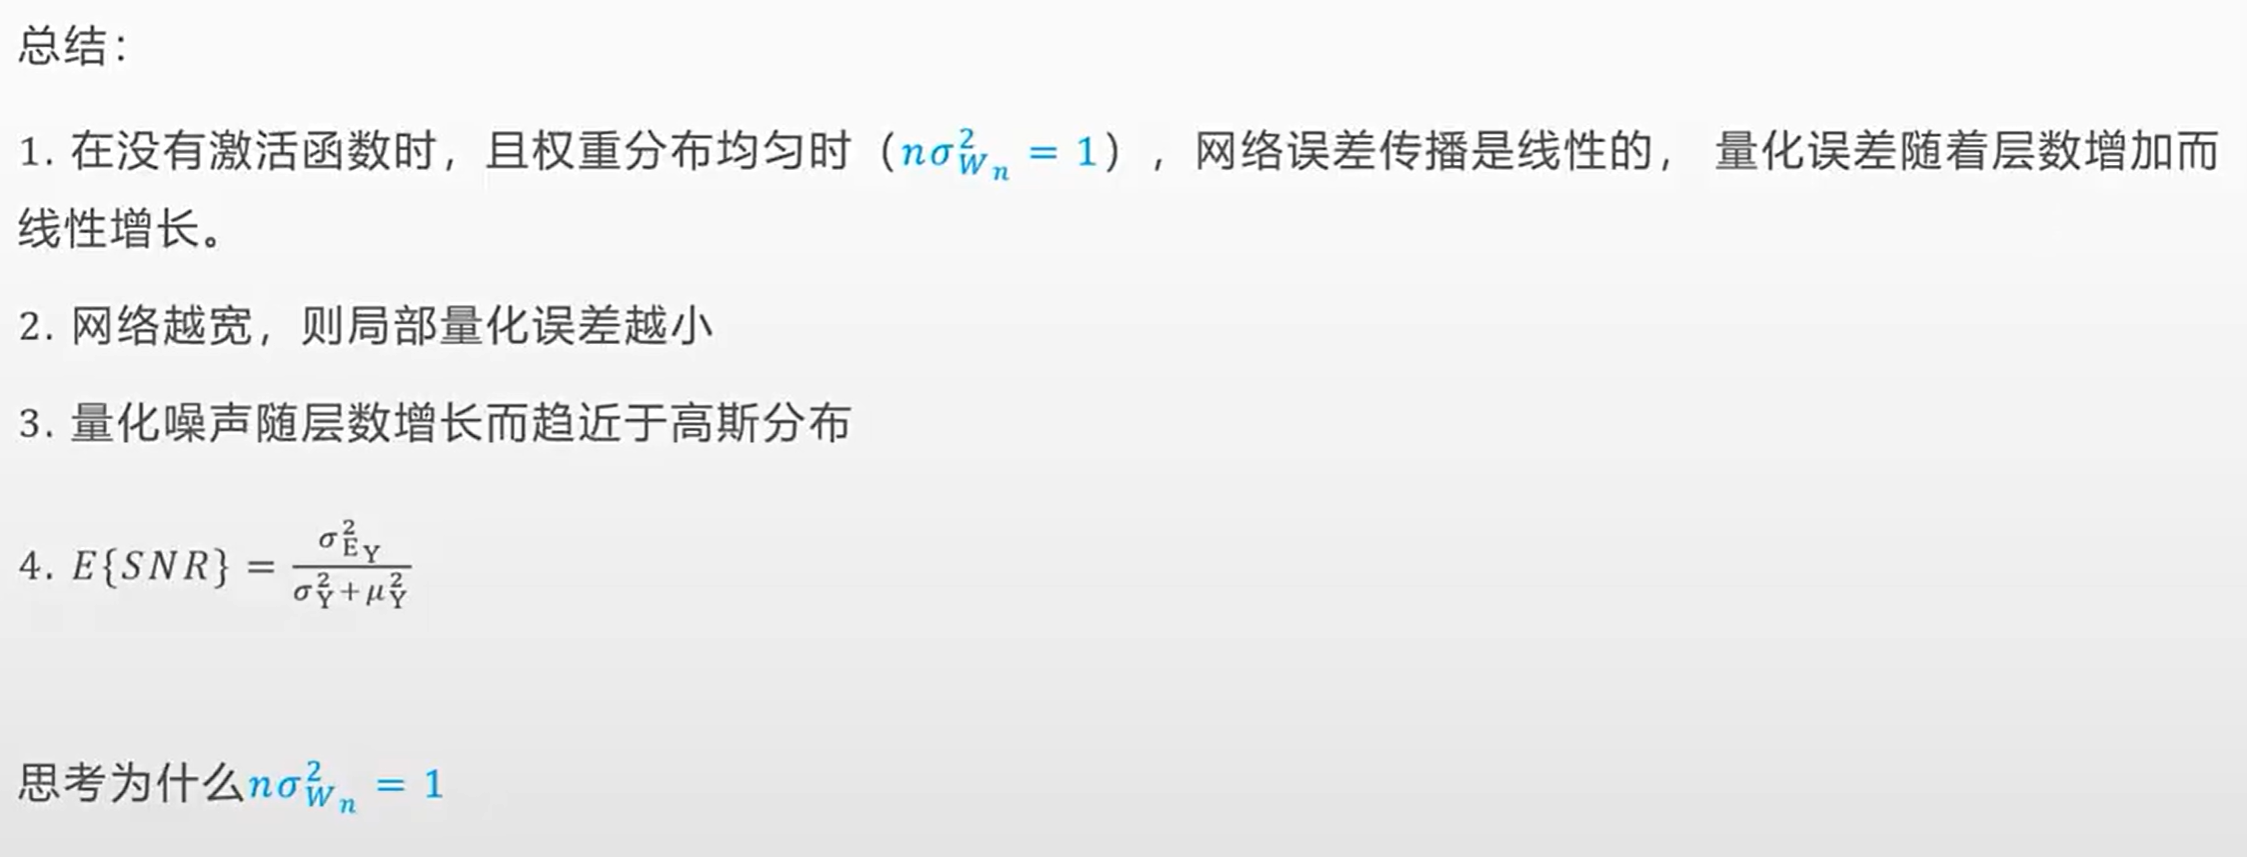 总结：
1. 在没有激活函数时，且权重分布均匀时（$n\sigma_{W_n}^2 = 1$），网络误差传播是线性的， 量化误差随着层数增加而
线性增长。
2. 网络越宽，则局部量化误差越小
3. 量化噪声随层数增长而趋近于高斯分布
4. $E\{SNR\} = \frac{\sigma_{E_Y}^2}{\sigma_Y^2+\mu_Y^2}$
思考为什么$n\sigma_{W_n}^2 = 1$